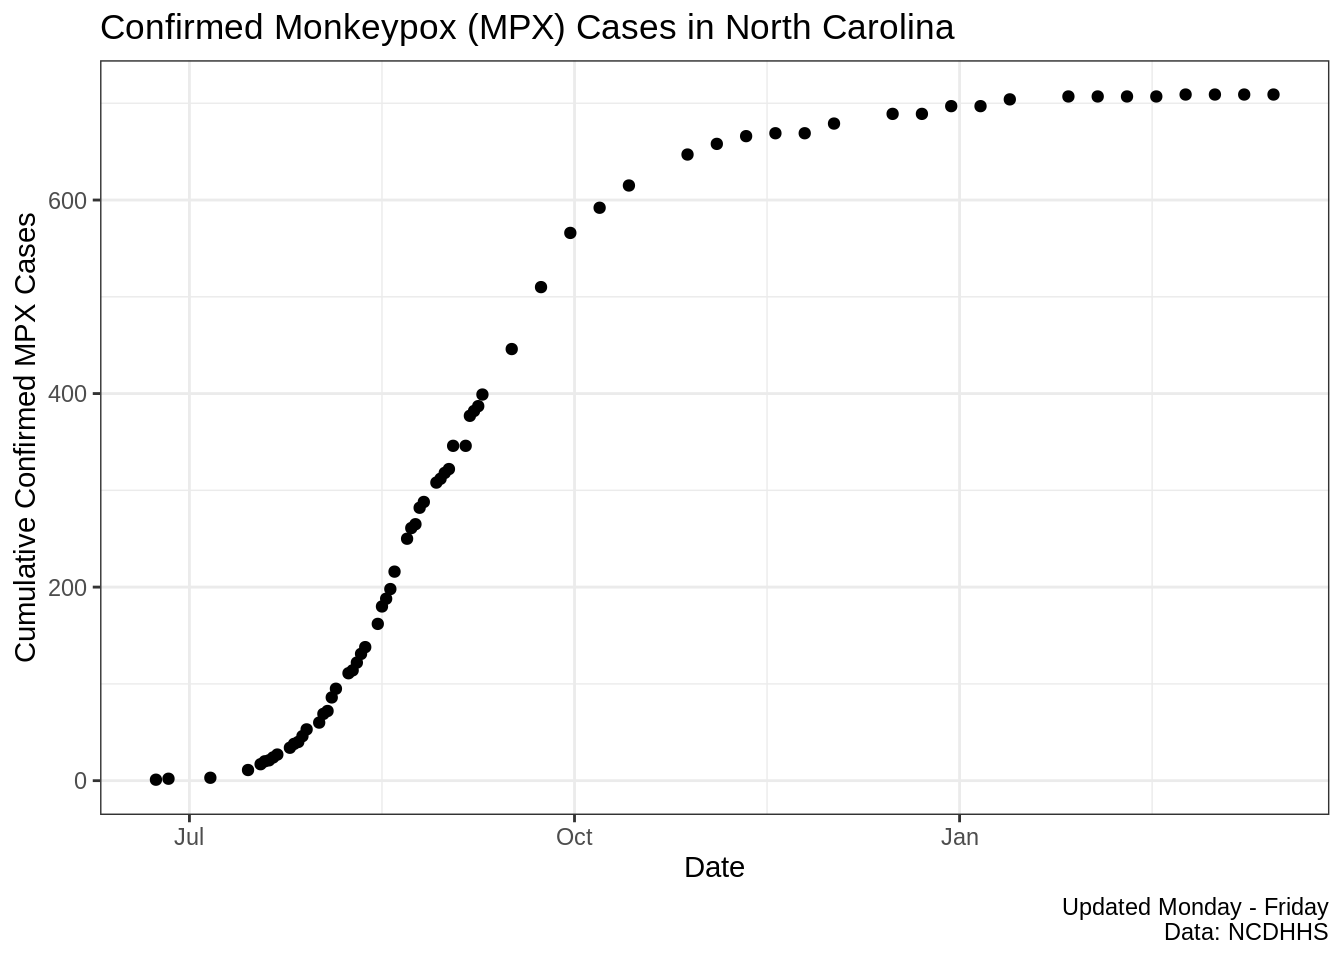 Confirmed Monkeypox (MPX) Cases in North Carolina
Cumulative Confirmed MPX Cases
600
400
200
0
Jul
Oct
Jan
Date
Updated Monday - Friday
Data: NCDHHS